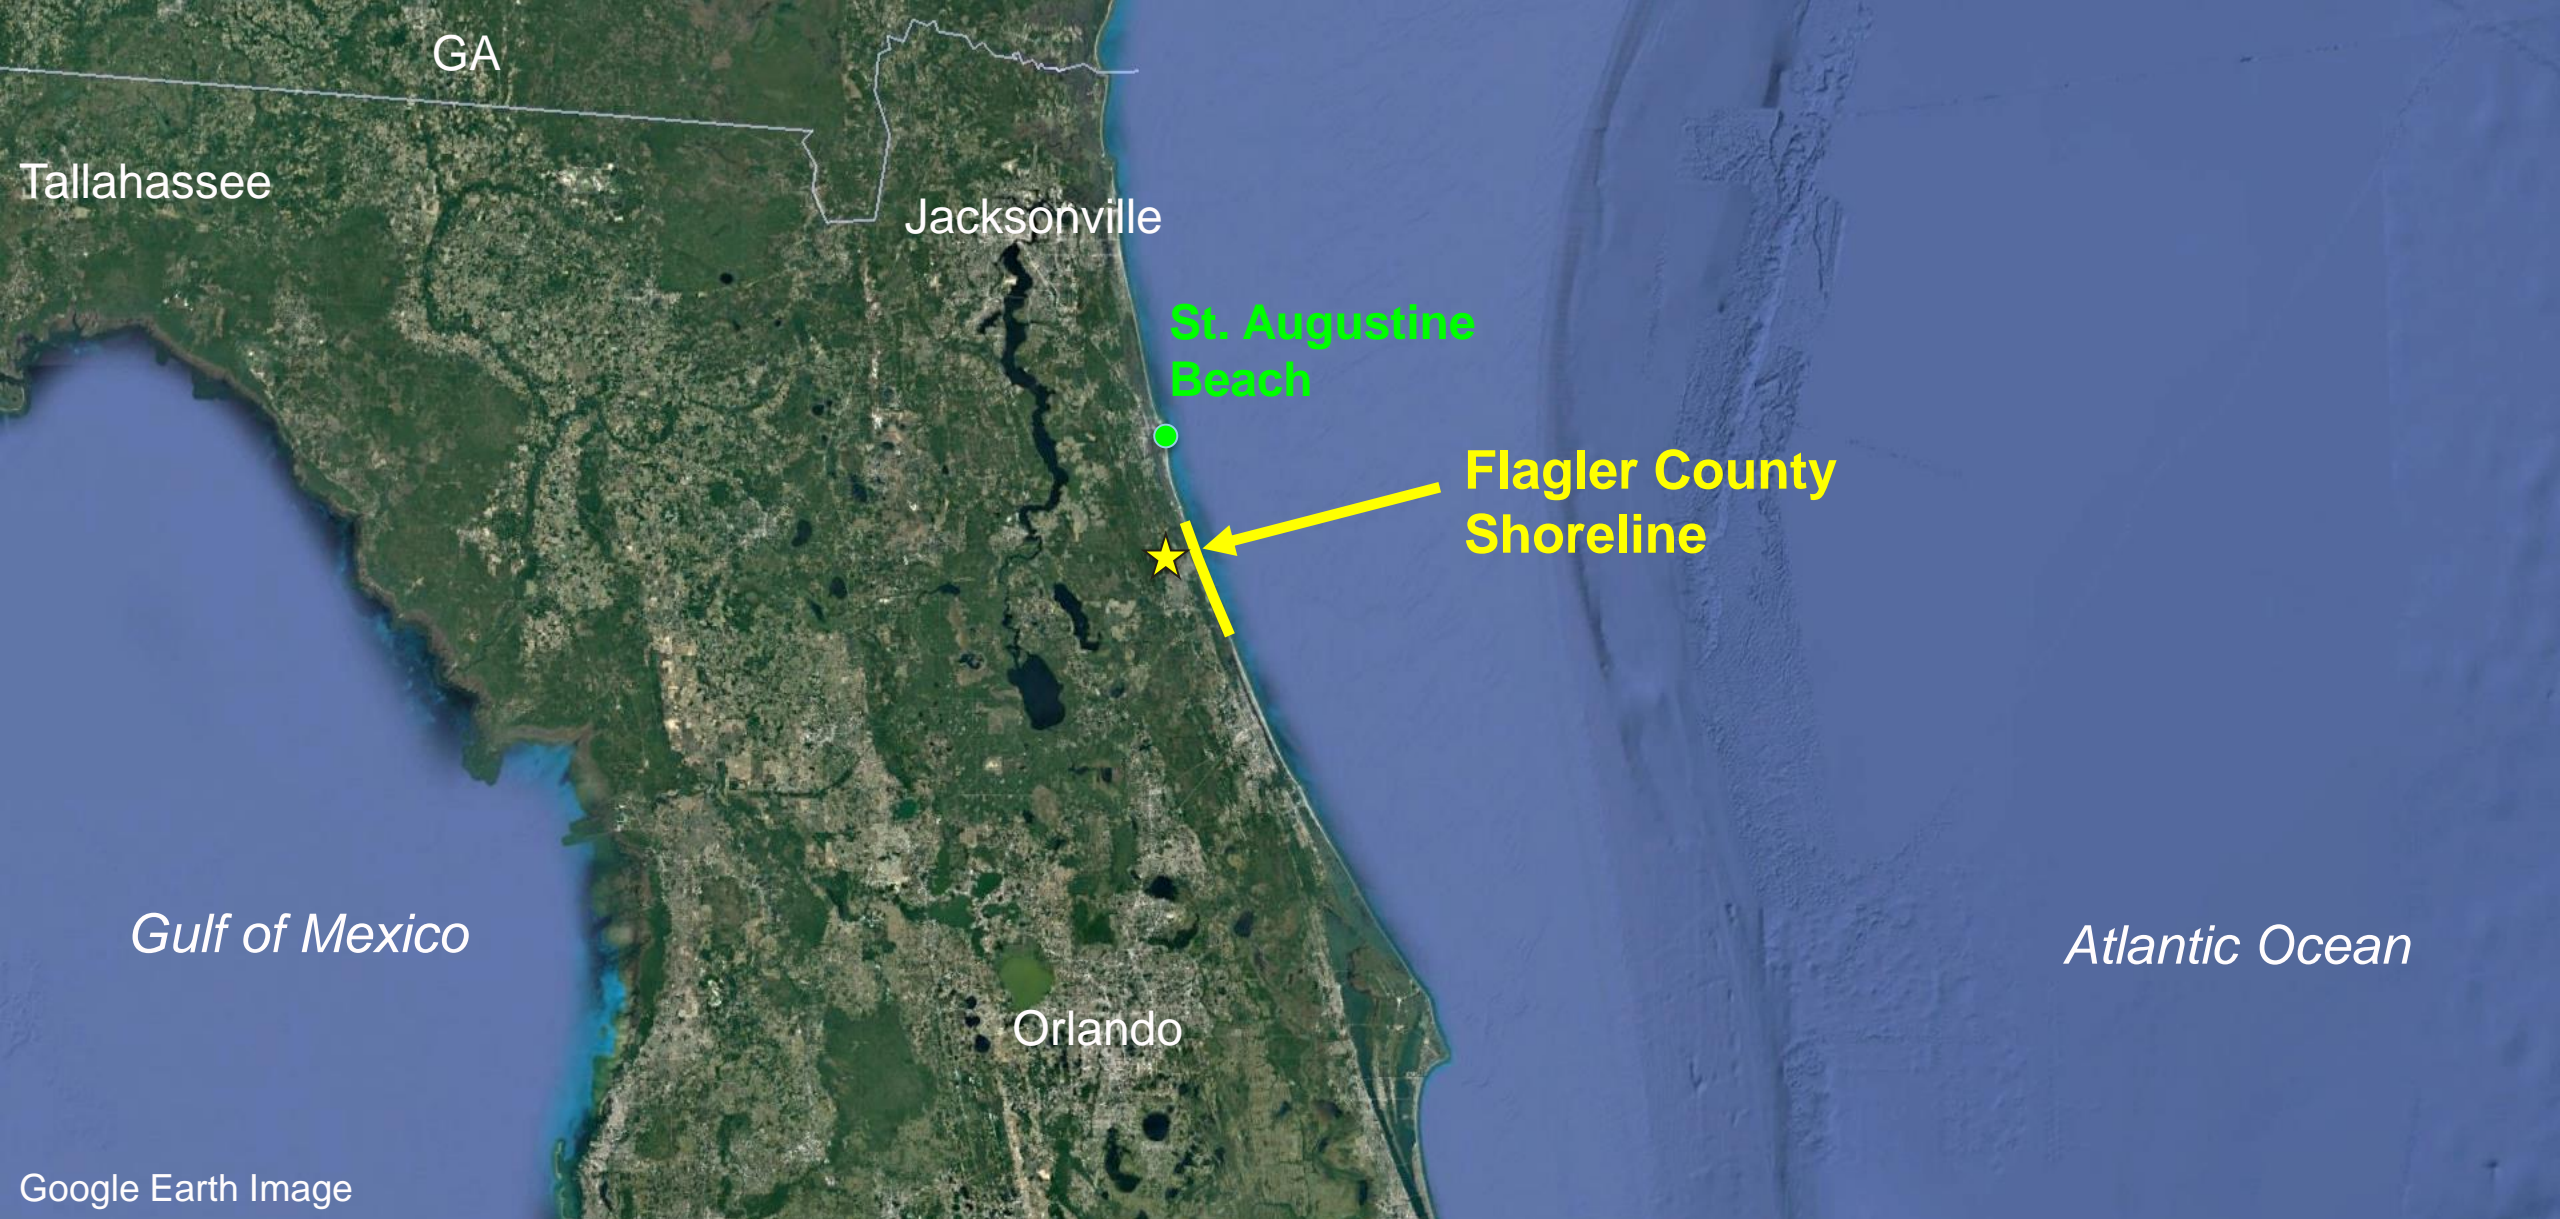 GA
Tallahassee
Jacksonville
St. Augustine
Beach
Flagler County
Shoreline
Gulf of Mexico
Atlantic Ocean
Orlando
Google Earth Image